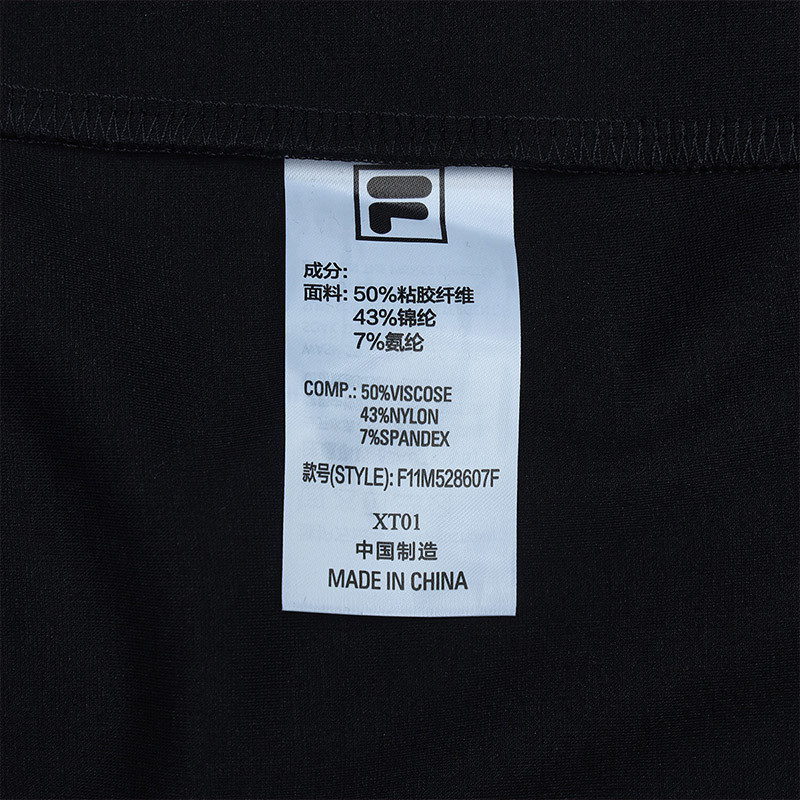 成分:
面料: 50%粘胶纤维
43%锦纶
7%氨纶
COMP.: 50%VISCOSE
43%NYLON
7%SPANDEX
款号(STYLE): F11M528607F
XT01
中国制造
MADE IN CHINA